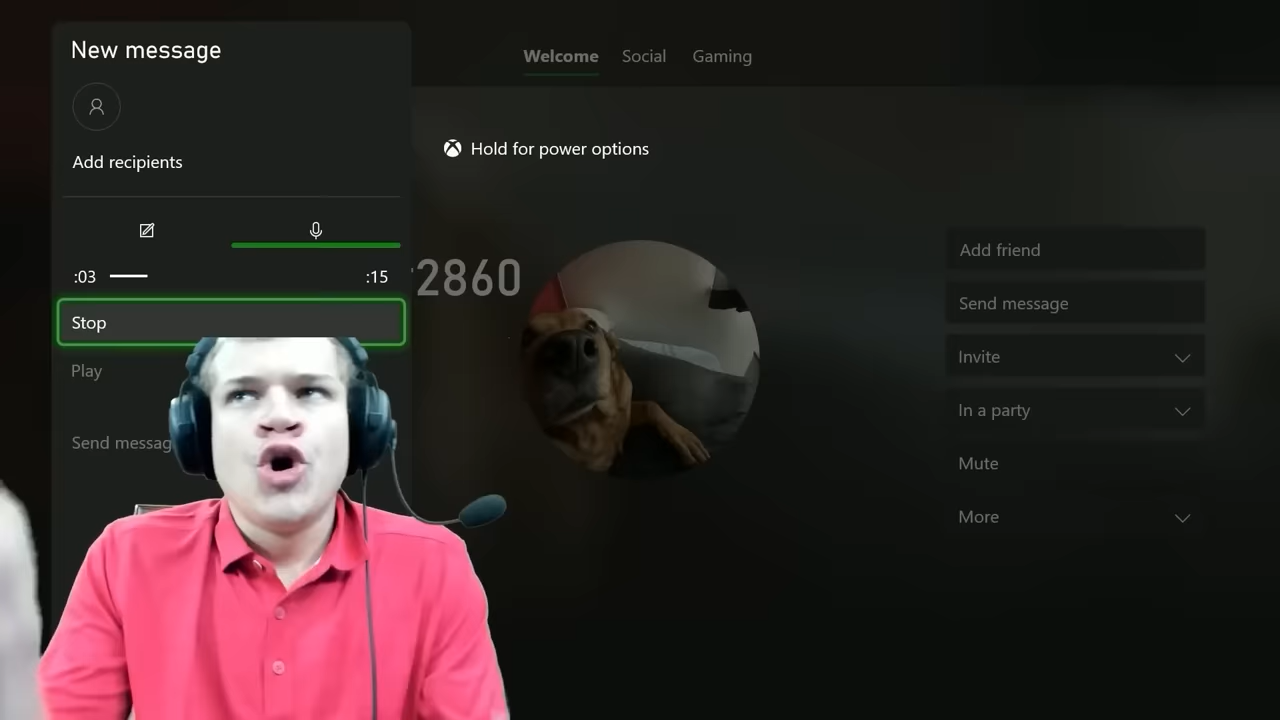 New message
Add recipients
:03
:15
Stop
Play
Send messag
Welcome Social Gaming
Hold for power options
2860
Add friend
Send message
Invite
In a party
Mute
More